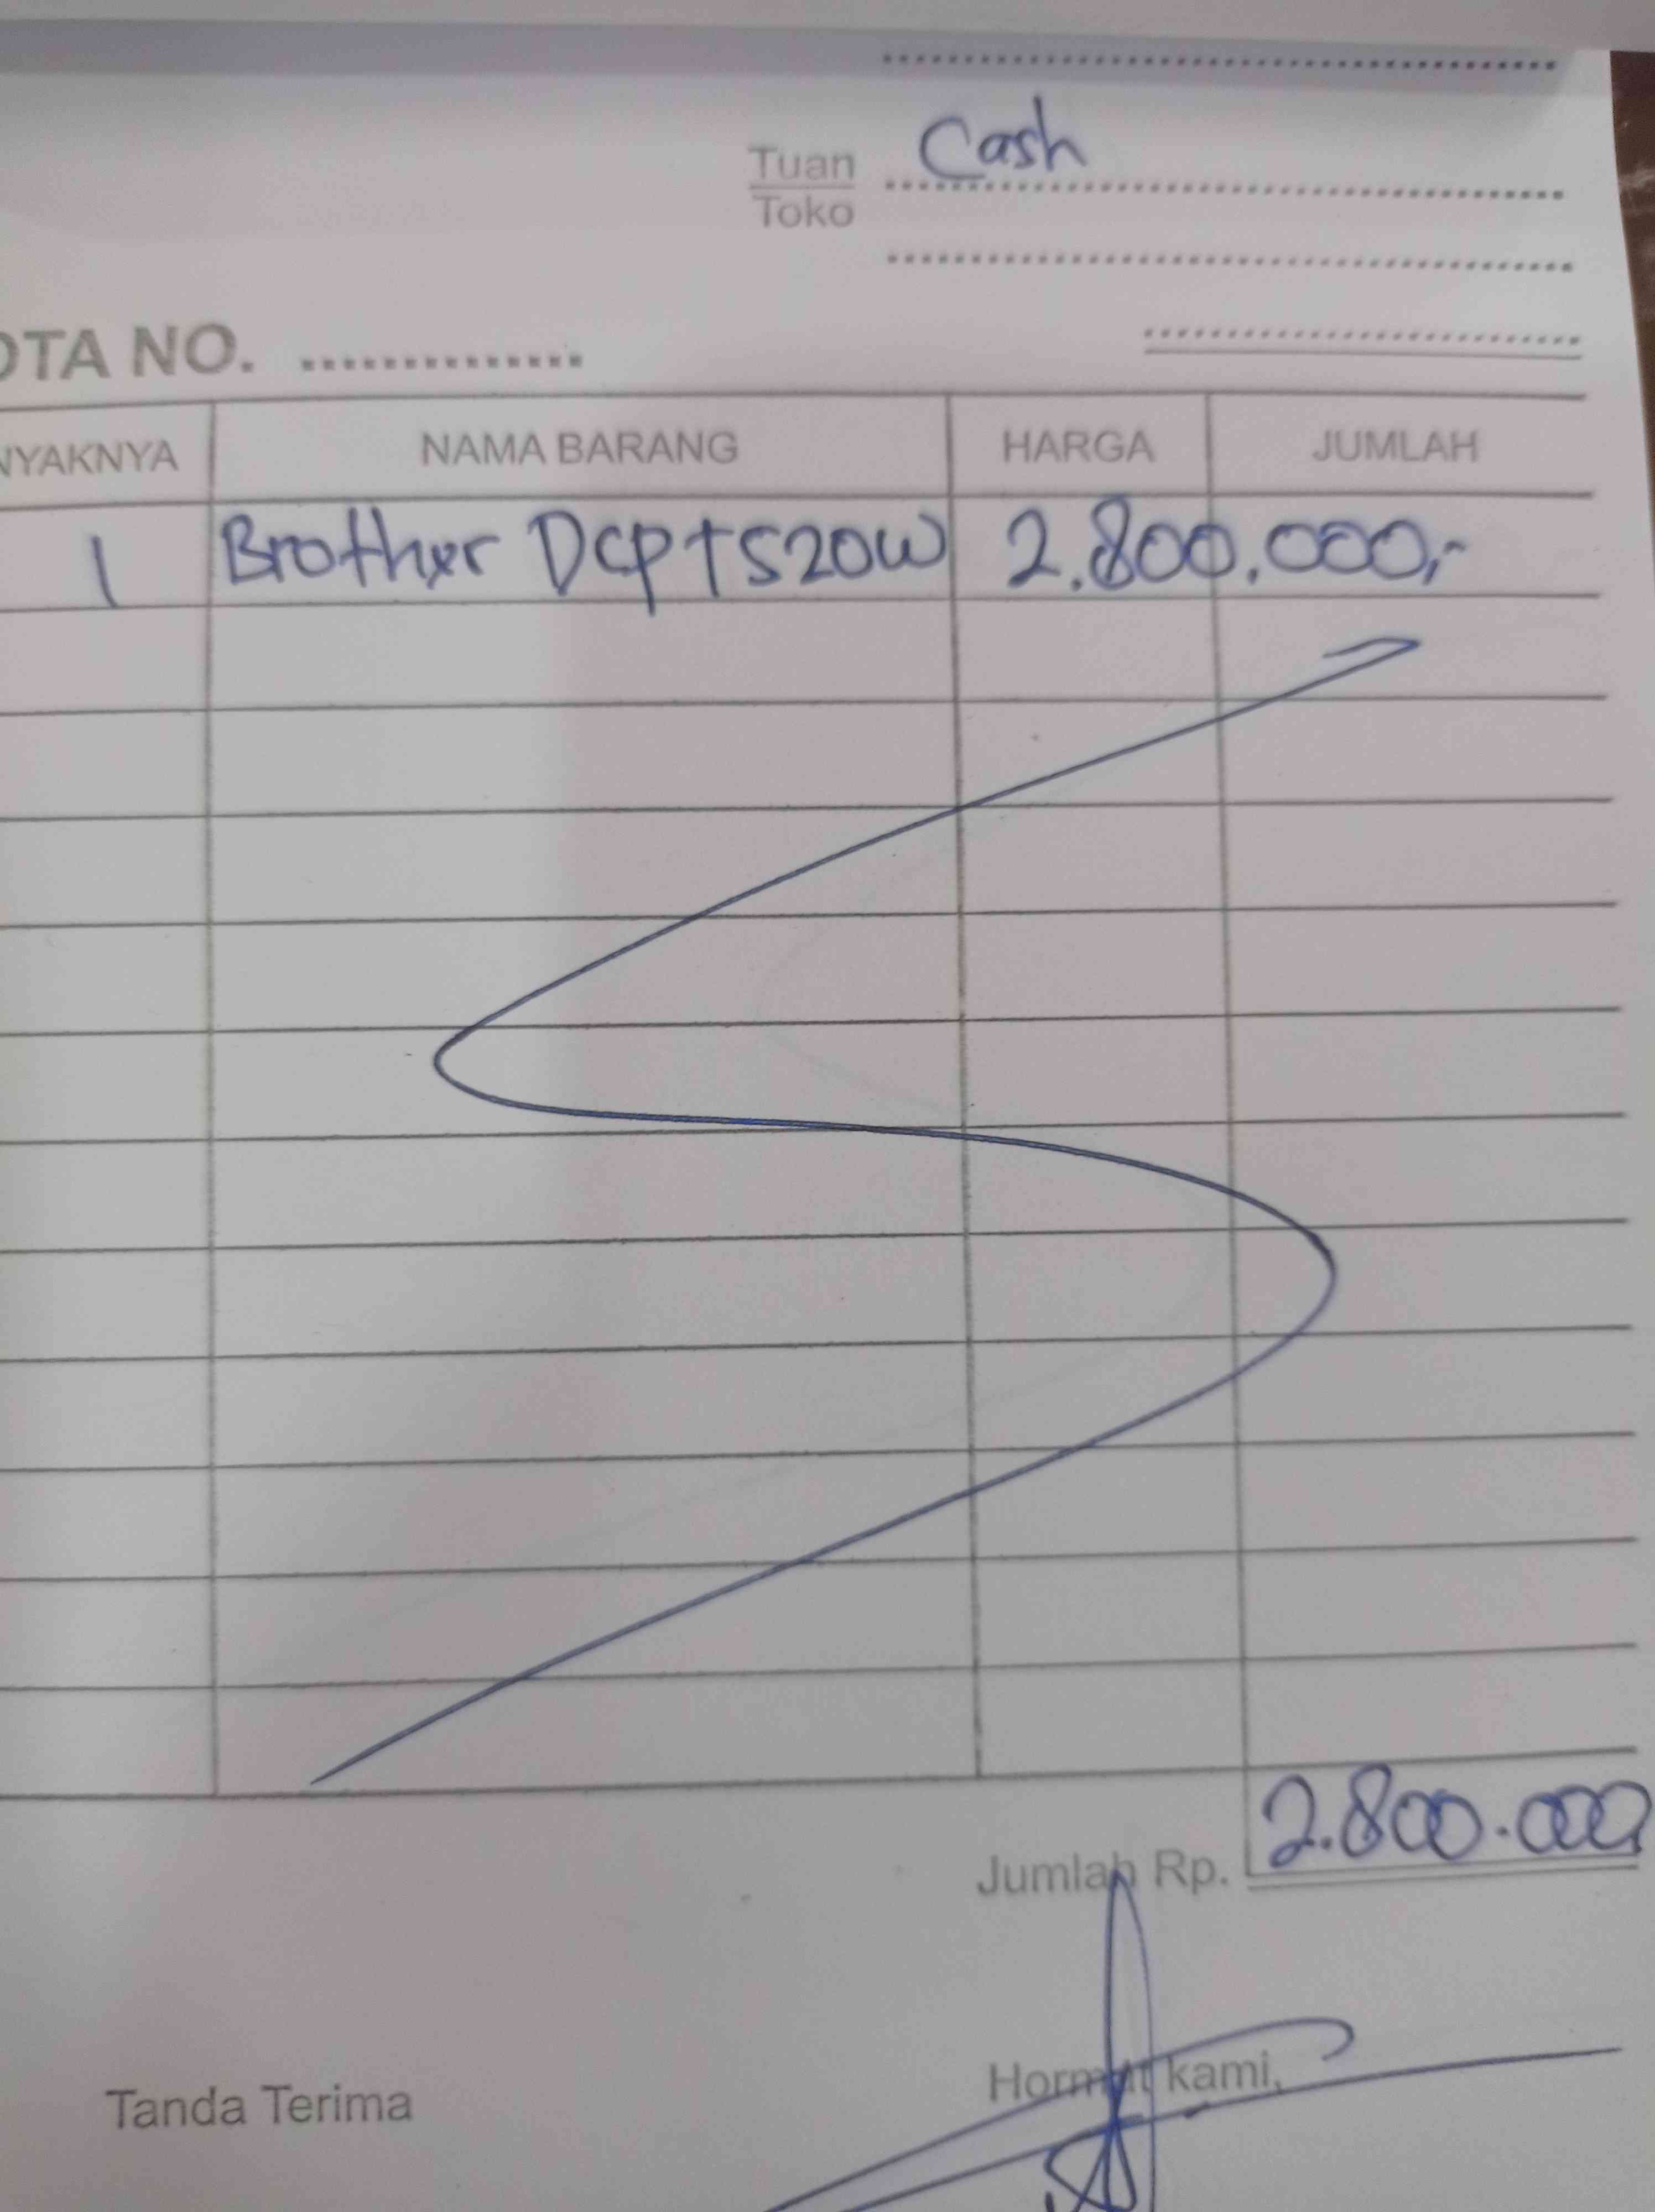 Tuan Cash
Toko
OTA NO.
NYAKNYA NAMA BARANG HARGA JUMLAH
1 Brother Dcp t520w 2.800.000,-
Jumlah Rp. 2.800.000,
Tanda Terima Hormat kami,